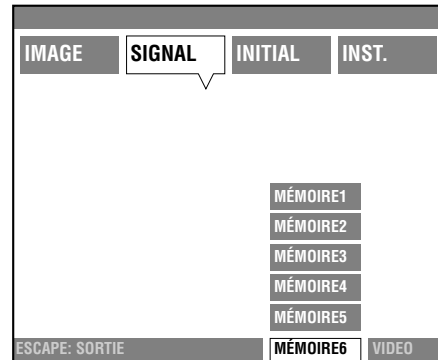 IMAGE SIGNAL INITIAL INST.
MÉMOIRE1
MÉMOIRE2
MÉMOIRE3
MÉMOIRE4
MÉMOIRE5
ESCAPE: SORTIE MÉMOIRE6 VIDEO